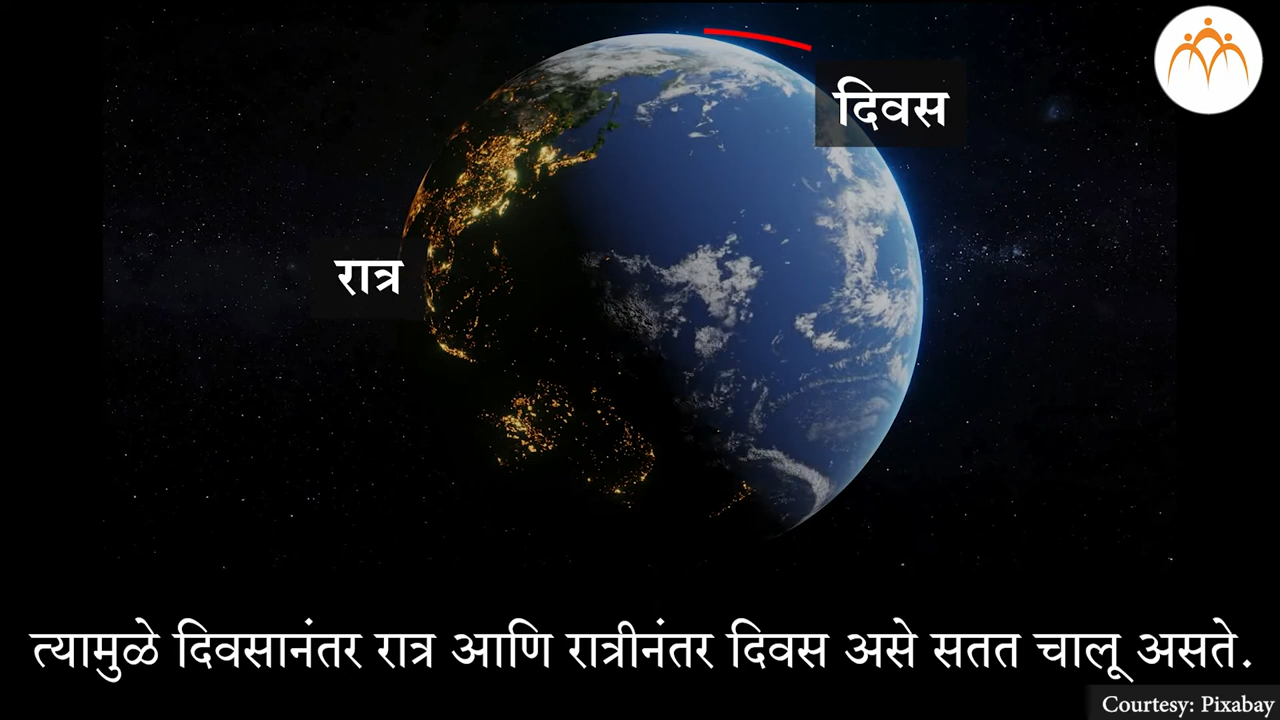 दिवस
रात्र
त्यामुळे दिवसानंतर रात्र आणि रात्रीनंतर दिवस असे सतत चालू असते.
Courtesy: Pixabay